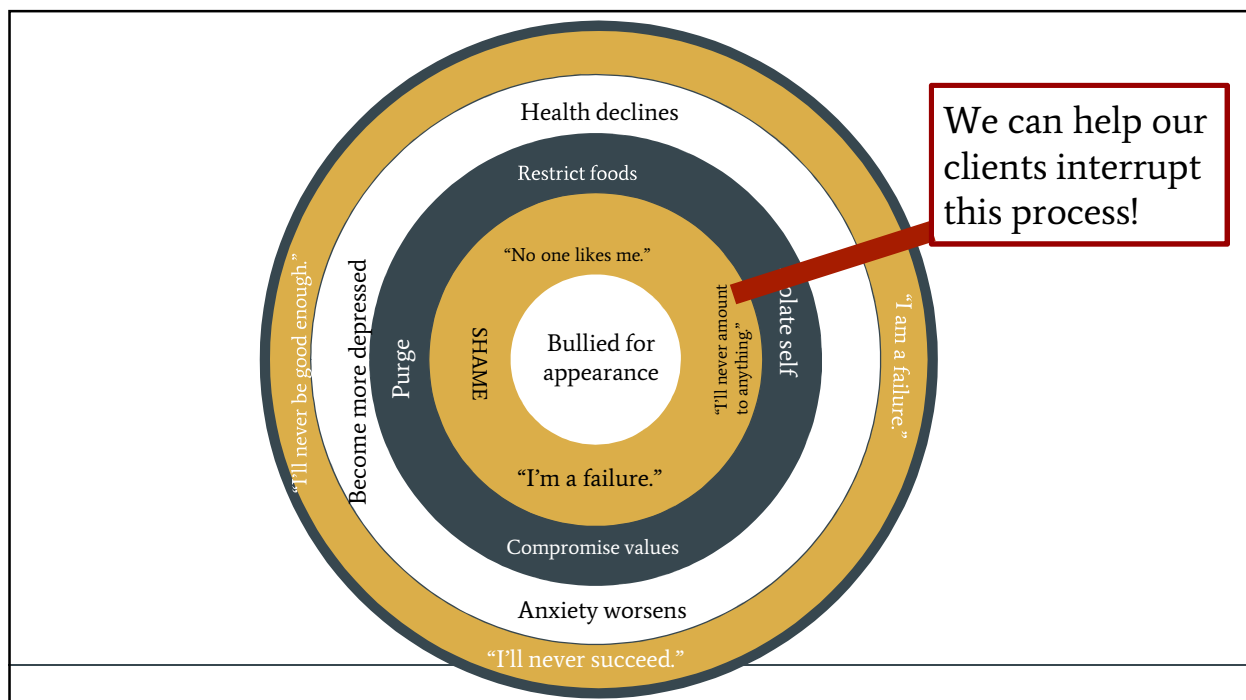 Health declines
Restrict foods
“No one likes me.”
We can help our
clients interrupt
this process!
“I'll never be good enough.”
Become more depressed
Purge
SHAME
Bullied for
appearance
“I'll never amount
to anything.”
self
“I am a failure.”
“I'm a failure.”
Compromise values
Anxiety worsens
“I'll never succeed.”